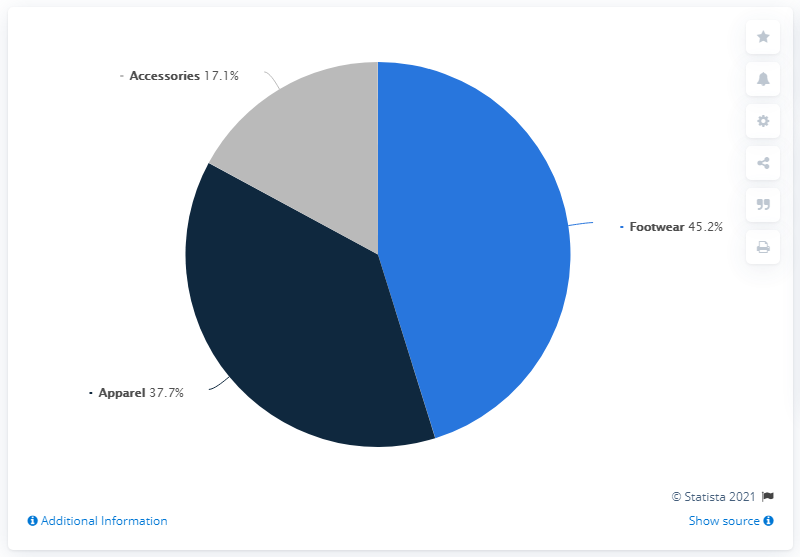 Accessories 17.1%
Footwear 45.2%
Apparel 37.7%
© Statista 2021
Additional Information
Show source